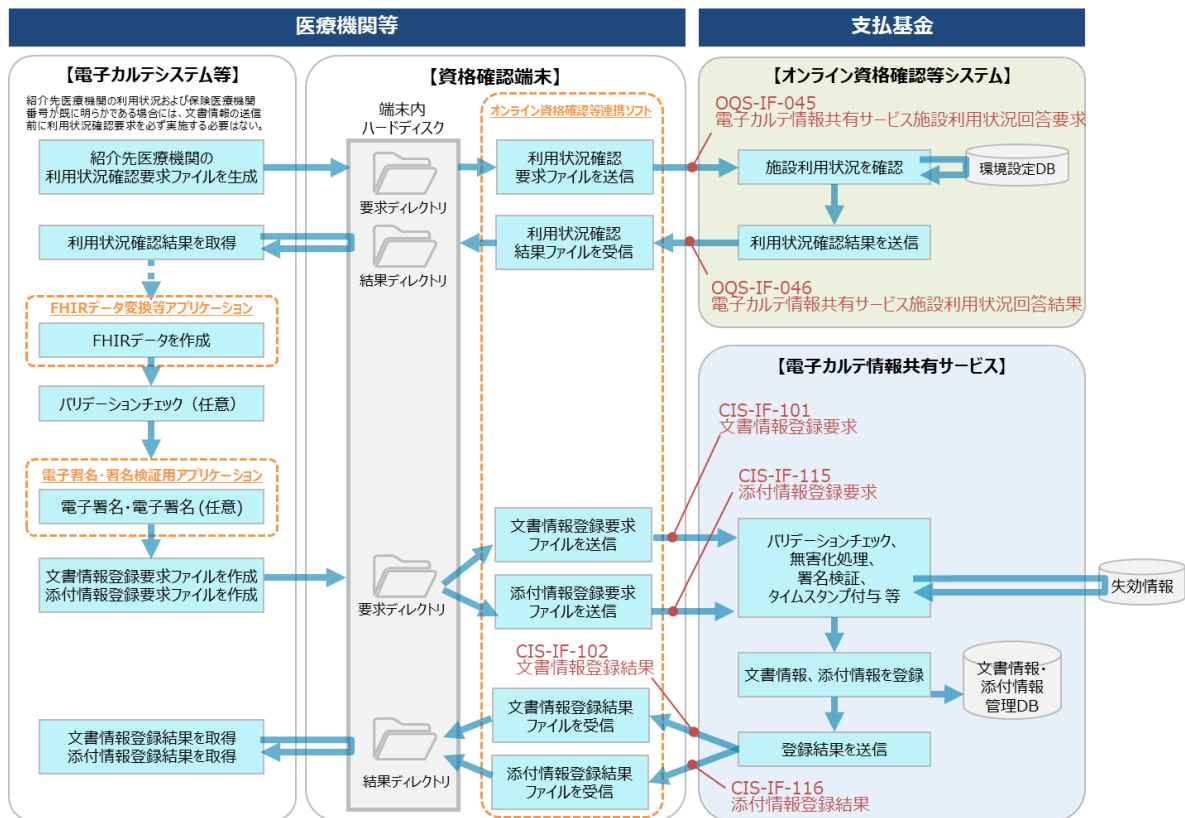 医療機関等
支払基金
【電子カルテシステム等】
紹介先医療機関の利用状況および保険医療機関
番号が既に明らかである場合には、文書情報の送信
前に利用状況確認要求を必ず実施する必要はない。
紹介先医療機関の
利用状況確認要求ファイルを生成
利用状況確認結果を取得
FHIRデータ変換等アプリケーション
FHIRデータを作成
バリデーションチェック（任意）
電子署名・署名検証用アプリケーション
電子署名・電子署名 (任意)
文書情報登録要求ファイルを作成
添付情報登録要求ファイルを作成
文書情報登録結果を取得
添付情報登録結果を取得
【資格確認端末】
端末内
ハードディスク
オンライン資格確認等連携ソフト
要求ディレクトリ
結果ディレクトリ
要求ディレクトリ
結果ディレクトリ
利用状況確認
要求ファイルを送信
利用状況確認
結果ファイルを受信
文書情報登録要求
ファイルを送信
添付情報登録要求
ファイルを送信
文書情報登録結果
ファイルを受信
添付情報登録結果
ファイルを受信
【オンライン資格確認等システム】
OQS-IF-045
電子カルテ情報共有サービス施設利用状況回答要求
施設利用状況を確認
環境設定DB
利用状況確認結果を送信
OQS-IF-046
電子カルテ情報共有サービス施設利用状況回答結果
【電子カルテ情報共有サービス】
CIS-IF-101
文書情報登録要求
CIS-IF-115
添付情報登録要求
バリデーションチェック、
無害化処理、
署名検証、
タイムスタンプ付与 等
失効情報
CIS-IF-102
文書情報登録結果
文書情報、添付情報を登録
文書情報・
添付情報
管理DB
登録結果を送信
CIS-IF-116
添付情報登録結果